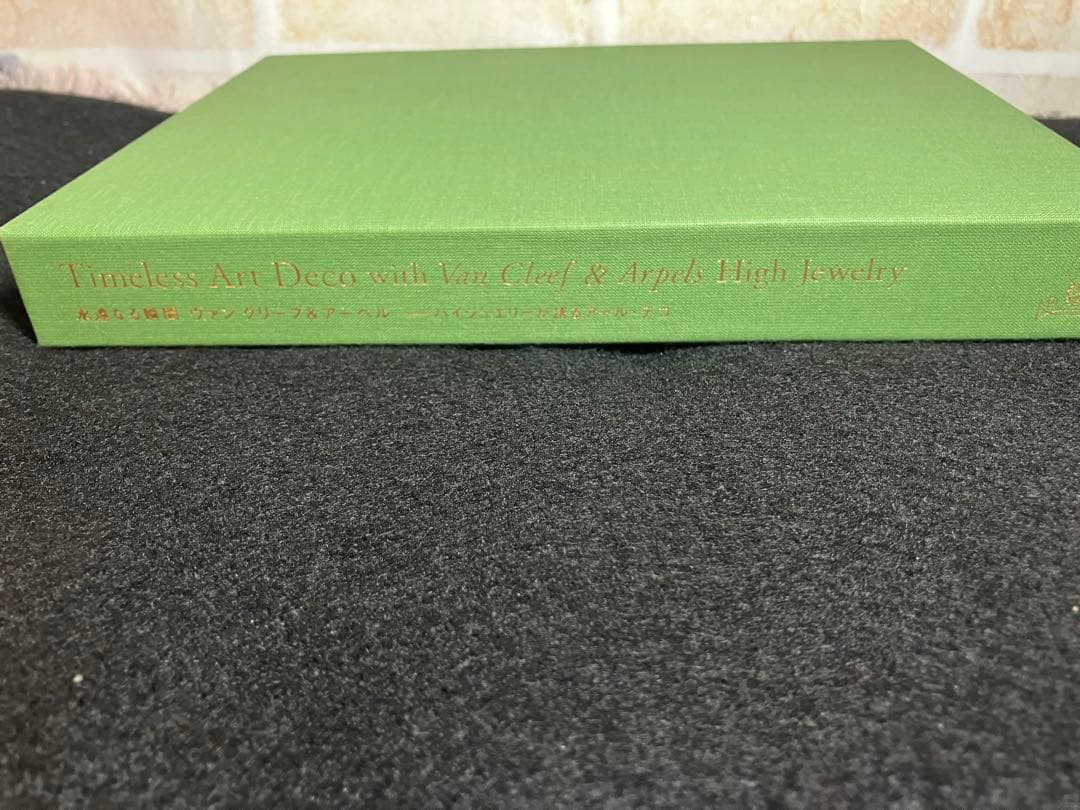 Timeless Art Deco with Van Cleef & Arpels High Jewelry
永遠なる瞬間 ヴァン クリーフ&アーペル —ハイジュエリーが語るアール・デコ